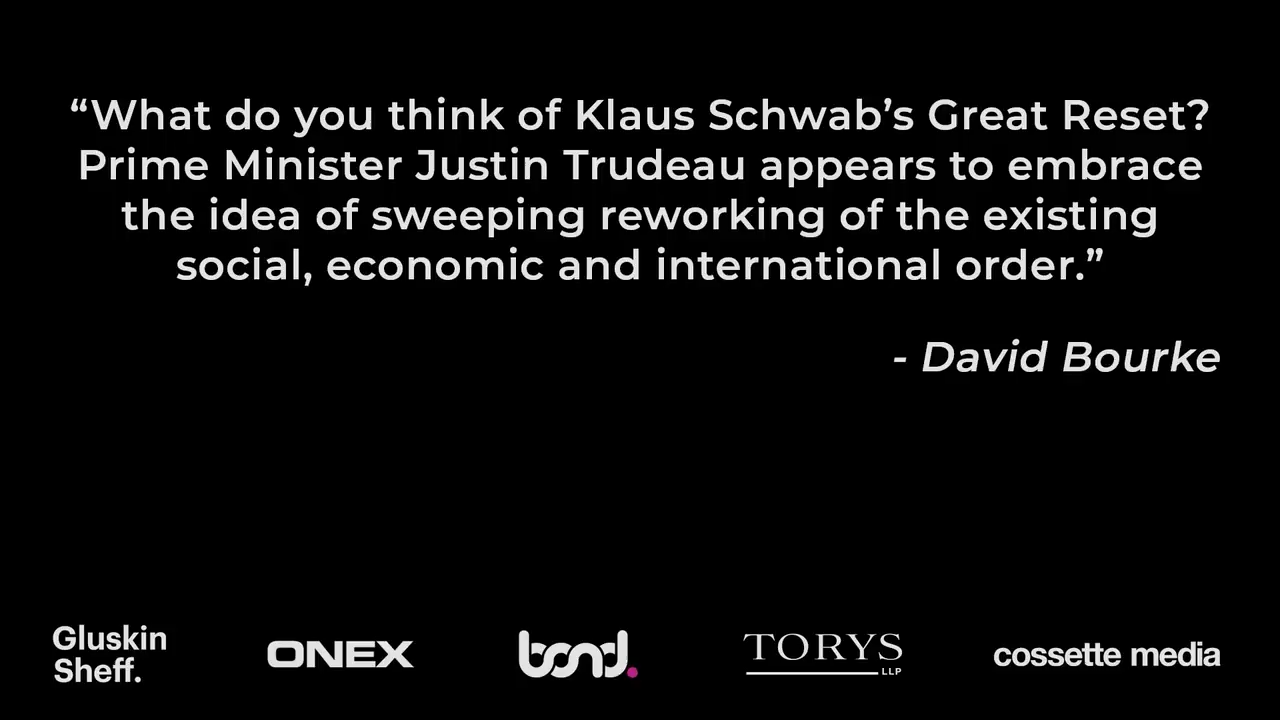 “What do you think of Klaus Schwab’s Great Reset?
Prime Minister Justin Trudeau appears to embrace
the idea of sweeping reworking of the existing
social, economic and international order.”
- David Bourke
Gluskin
Sheff.
ONEX
bond.
TORYS
LLP
cossette media